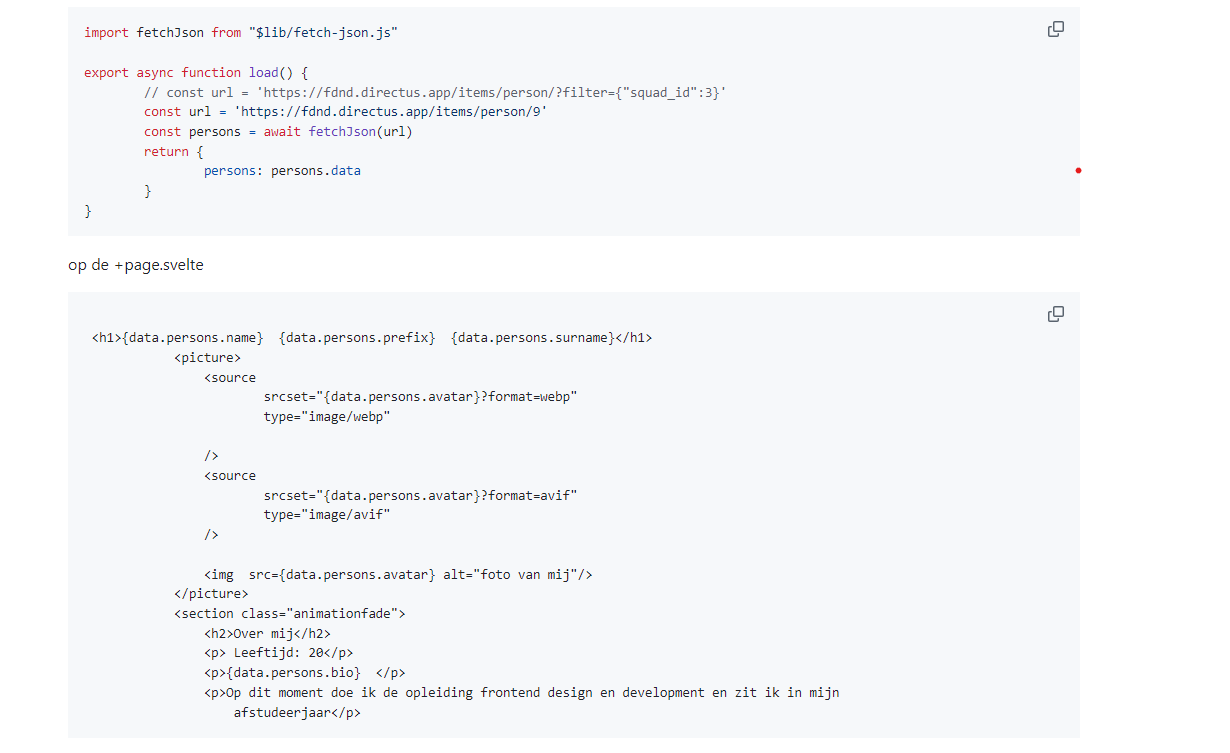 import fetchJson from "$lib/fetch-json.js"
export async function load() {
// const url = 'https://fdnd.directus.app/items/person/?filter={"squad_id":3}'
const url = 'https://fdnd.directus.app/items/person/9'
const persons = await fetchJson(url)
return {
persons: persons.data
}
}
op de +page.svelte
<h1>{data.persons.name}  {data.persons.prefix}  {data.persons.surname}</h1>
<picture>
<source
srcset="{data.persons.avatar}?format=webp"
type="image/webp"
/>
<source
srcset="{data.persons.avatar}?format=avif"
type="image/avif"
/>
<img  src={data.persons.avatar} alt="foto van mij"/>
</picture>
<section class="animationfade">
<h2>Over mij</h2>
<p> Leeftijd: 20</p>
<p>{data.persons.bio}  </p>
<p>Op dit moment doe ik de opleiding frontend design en development en zit ik in mijn
afstudeerjaar</p>